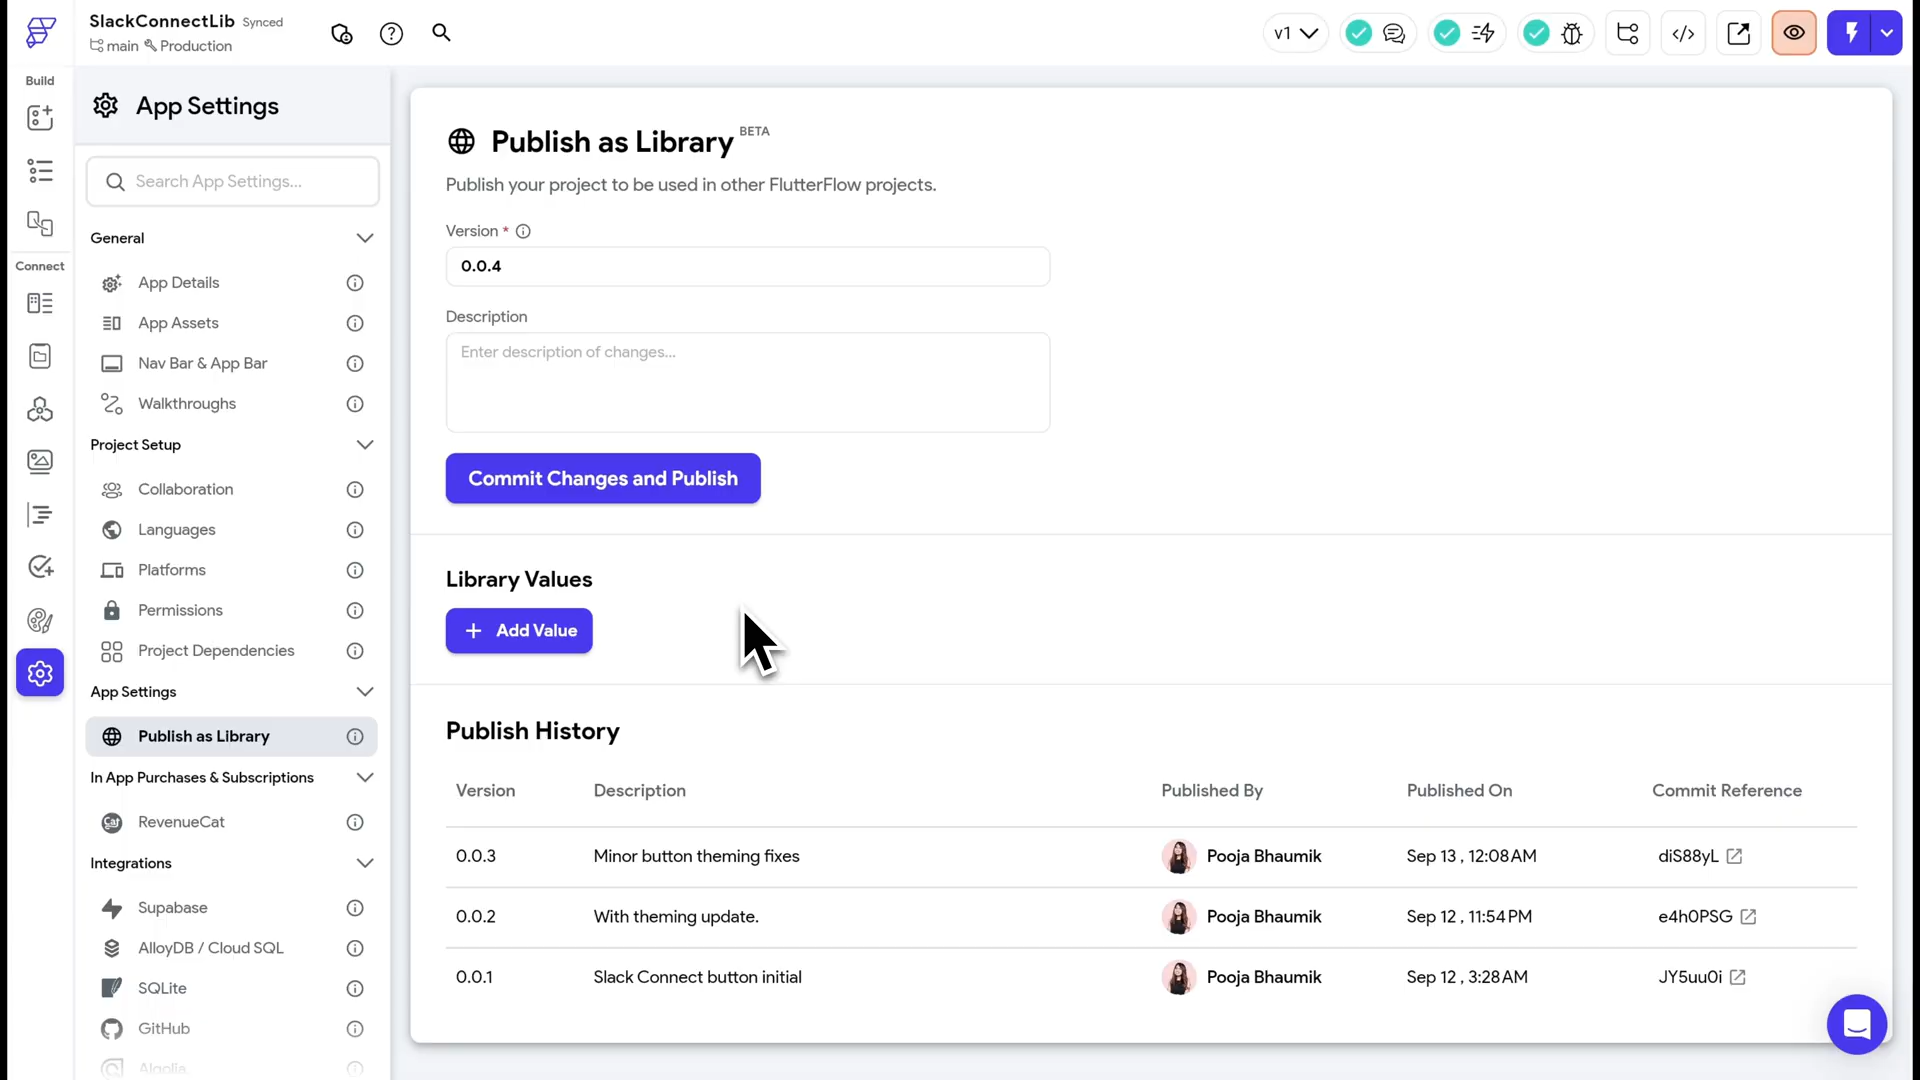 SlackConnectLib Synced
main Production
v1
Build
Connect
App Settings
Search App Settings...
General
App Details
App Assets
Nav Bar & App Bar
Walkthroughs
Project Setup
Collaboration
Languages
Platforms
Permissions
Project Dependencies
App Settings
Publish as Library
In App Purchases & Subscriptions
RevenueCat
Integrations
Supabase
AlloyDB / Cloud SQL
SQLite
GitHub
Algolia
Publish as Library BETA
Publish your project to be used in other FlutterFlow projects.
Version *
0.0.4
Description
Enter description of changes...
Commit Changes and Publish
Library Values
+ Add Value
Publish History
Version Description Published By Published On Commit Reference
0.0.3 Minor button theming fixes Pooja Bhaumik Sep 13 , 12:08AM diS88yL
0.0.2 With theming update. Pooja Bhaumik Sep 12 , 11:54PM e4h0PSG
0.0.1 Slack Connect button initial Pooja Bhaumik Sep 12 , 3:28AM JY5uu0i